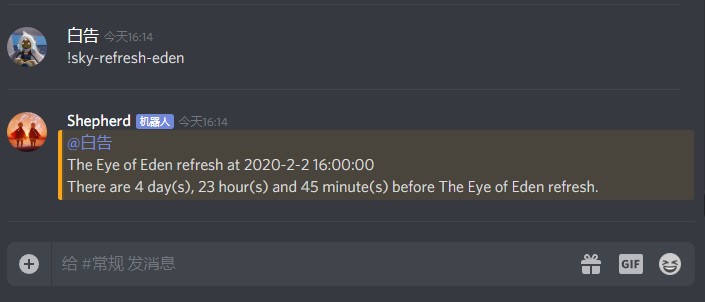 白告 今天16:14
!sky-refresh-eden
Shepherd 机器人 今天16:14
@白告
The Eye of Eden refresh at 2020-2-2 16:00:00
There are 4 day(s), 23 hour(s) and 45 minute(s) before The Eye of Eden refresh.
给 #常规 发消息
GIF